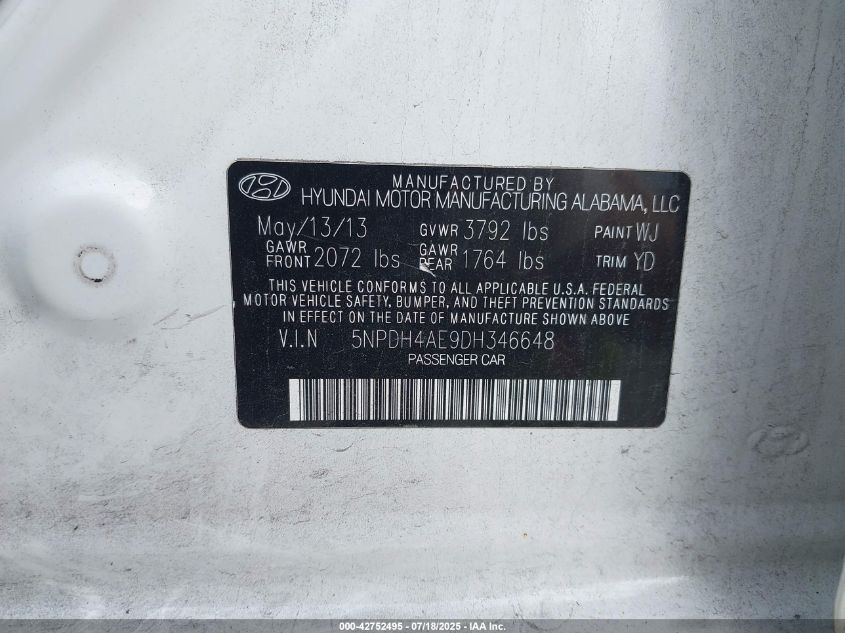 MANUFACTURED BY
HYUNDAI MOTOR MANUFACTURING ALABAMA, LLC
May/13/13 GVWR 3792 lbs PAINT WJ
GAWR FRONT 2072 lbs GAWR REAR 1764 lbs TRIM YD
THIS VEHICLE CONFORMS TO ALL APPLICABLE U.S.A. FEDERAL
MOTOR VEHICLE SAFETY, BUMPER, AND THEFT PREVENTION STANDARDS
IN EFFECT ON THE DATE OF MANUFACTURE SHOWN ABOVE
V.I.N 5NPDH4AE9DH346648
PASSENGER CAR
000-42752495 - 07/18/2025 - IAA Inc.